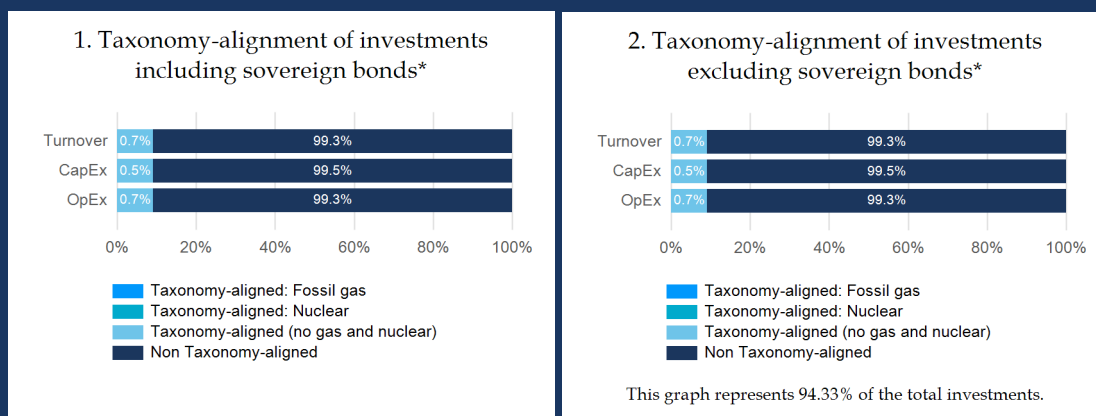 1. Taxonomy-alignment of investments
including sovereign bonds*
Turnover 0.7% 99.3%
CapEx 0.5% 99.5%
OpEx 0.7% 99.3%
0% 20% 40% 60% 80% 100%
Taxonomy-aligned: Fossil gas
Taxonomy-aligned: Nuclear
Taxonomy-aligned (no gas and nuclear)
Non Taxonomy-aligned
2. Taxonomy-alignment of investments
excluding sovereign bonds*
Turnover 0.7% 99.3%
CapEx 0.5% 99.5%
OpEx 0.7% 99.3%
0% 20% 40% 60% 80% 100%
Taxonomy-aligned: Fossil gas
Taxonomy-aligned: Nuclear
Taxonomy-aligned (no gas and nuclear)
Non Taxonomy-aligned
This graph represents 94.33% of the total investments.